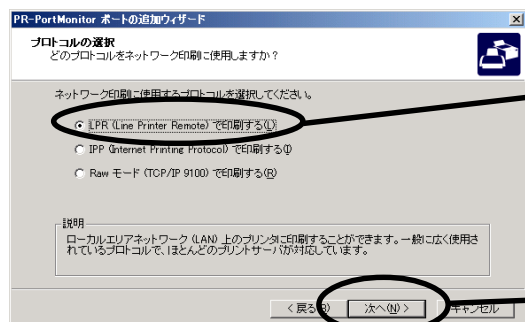 PR-PortMonitor ポートの追加ウィザード
プロトコルの選択
どのプロトコルをネットワーク印刷に使用しますか？
ネットワーク印刷に使用するプロトコルを選択してください。
LPR (Line Printer Remote) で印刷する(L)
IPP (Internet Printing Protocol) で印刷する(I)
Raw モード (TCP/IP 9100) で印刷する(R)
説明
ローカルエリアネットワーク (LAN) 上のプリンタに印刷することができます。一般に広く使用さ
れているプロトコルで、ほとんどのプリントサーバが対応しています。
< 戻る(B) 次へ(N) > キャンセル